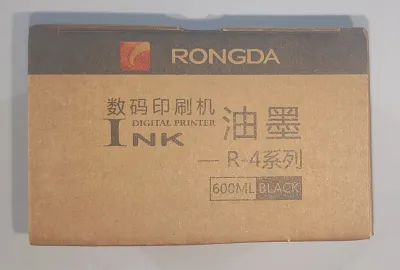 RONGDA
数码印刷机
DIGITAL PRINTER
INK 油墨
—R-4系列
600ML BLACK